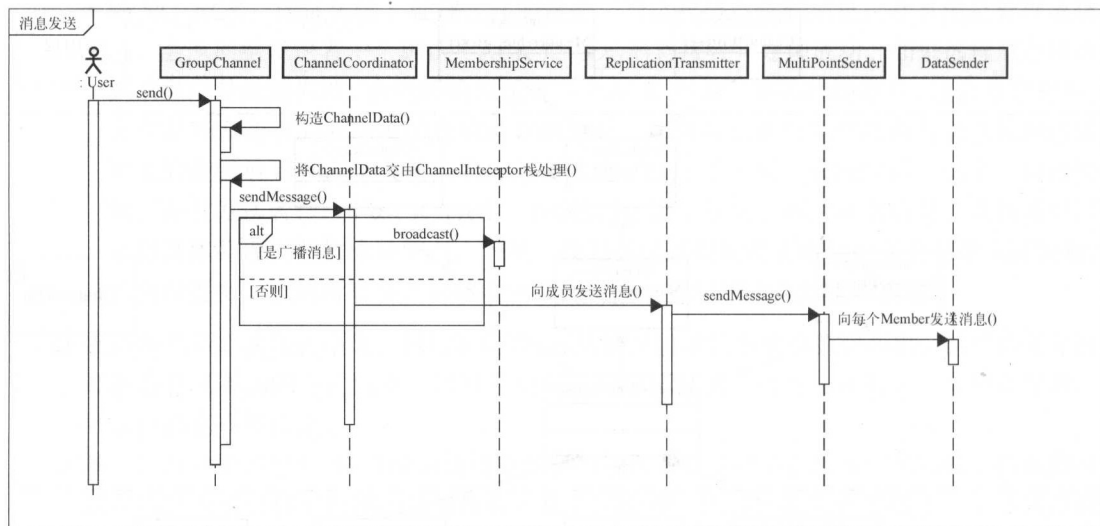 消息发送
: User
GroupChannel
ChannelCoordinator
MembershipService
ReplicationTransmitter
MultiPointSender
DataSender
send()
构造ChannelData()
将ChannelData交由ChannelInteceptor栈处理()
sendMessage()
alt
broadcast()
[是广播消息]
[否则]
向成员发送消息()
sendMessage()
向每个Member发送消息()